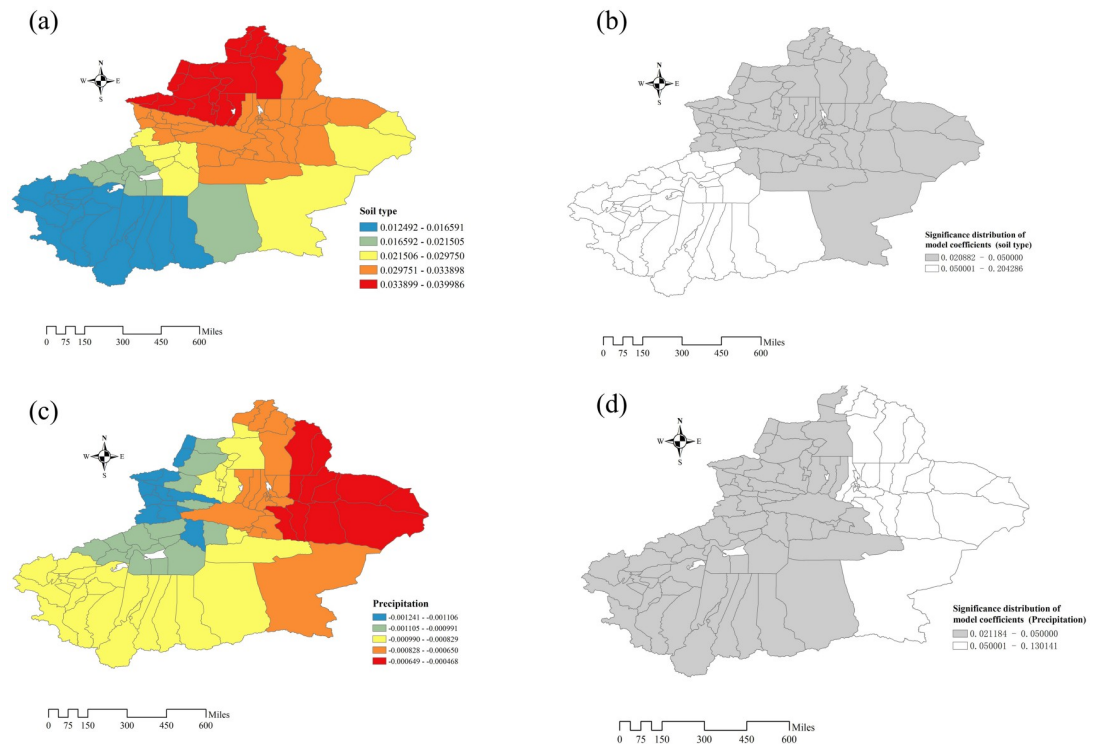 (a)
N
W E
S
Soil type
0.012492 - 0.016591
0.016592 - 0.021505
0.021506 - 0.029750
0.029751 - 0.033898
0.033899 - 0.039986
Miles
0 75 150 300 450 600
(b)
N
W E
S
Significance distribution of
model coefficients (soil type)
0.020882 - 0.050000
0.050001 - 0.204286
Miles
0 75 150 300 450 600
(c)
N
W E
S
Precipitation
-0.001241 - -0.001106
-0.001105 - -0.000991
-0.000990 - -0.000829
-0.000828 - -0.000650
-0.000649 - -0.000468
Miles
0 75 150 300 450 600
(d)
N
W E
S
Significance distribution of
model coefficients (Precipitation)
0.021184 - 0.050000
0.050001 - 0.130141
Miles
0 75 150 300 450 600